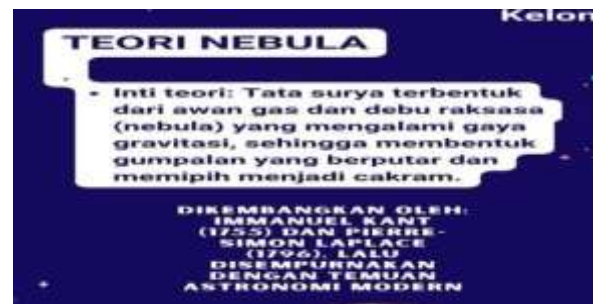 Kelom
TEORI NEBULA
• Inti teori: Tata surya terbentuk
dari awan gas dan debu raksasa
(nebula) yang mengalami gaya
gravitasi, sehingga membentuk
gumpalan yang berputar dan
memipih menjadi cakram.
DIKEMBANGKAN OLEH:
IMMANUEL KANT
(1755) DAN PIERRE-
SIMON LAPLACE
(1796), LALU
DISEMPURNAKAN
DENGAN TEMUAN
ASTRONOMI MODERN